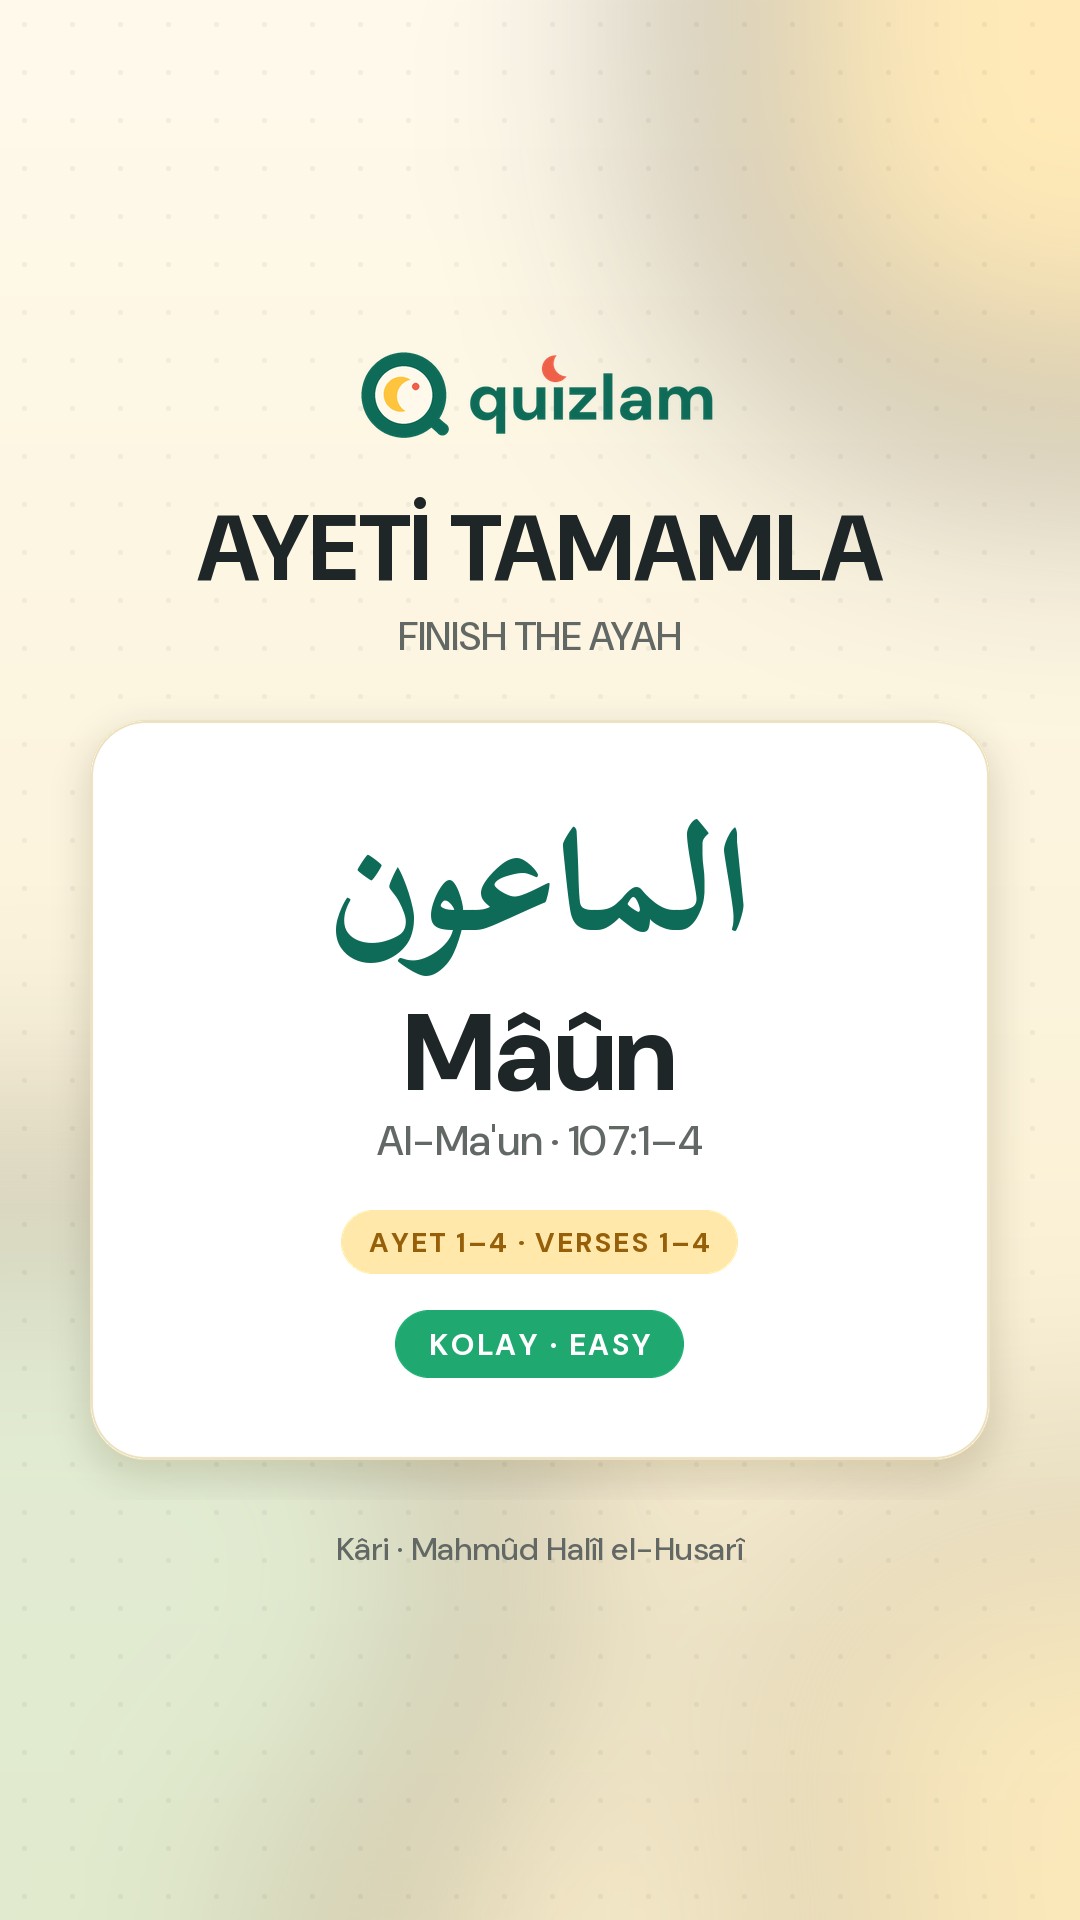 quizlam
AYETİ TAMAMLA
FINISH THE AYAH
الماعون
Mâûn
Al-Ma'un · 107:1–4
AYET 1–4 · VERSES 1–4
KOLAY · EASY
Kâri · Mahmûd Halîl el-Husarî